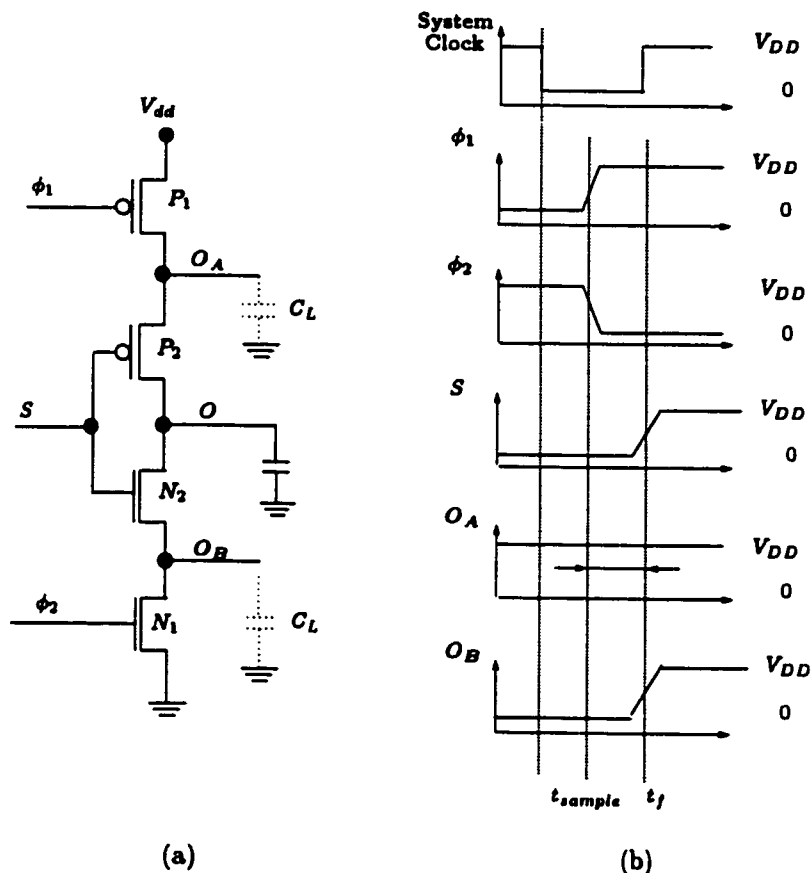 V_dd
ϕ_1
P_1
O_A
C_L
P_2
S
O
N_2
O_B
ϕ_2
N_1
C_L
(a)
System
Clock
V_DD
0
ϕ_1
V_DD
0
ϕ_2
V_DD
0
S
V_DD
0
O_A
V_DD
0
O_B
V_DD
0
t_sample
t_f
(b)